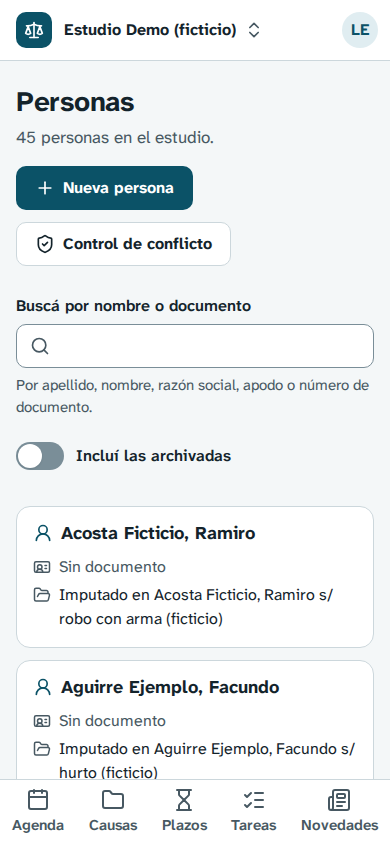 Estudio Demo (ficticio)
LE
Personas
45 personas en el estudio.
Nueva persona
Control de conflicto
Buscá por nombre o documento
Por apellido, nombre, razón social, apodo o número de
documento.
Incluí las archivadas
Acosta Ficticio, Ramiro
Sin documento
Imputado en Acosta Ficticio, Ramiro s/
robo con arma (ficticio)
Aguirre Ejemplo, Facundo
Sin documento
Imputado en Aguirre Ejemplo, Facundo s/
hurto (ficticio)
Agenda
Causas
Plazos
Tareas
Novedades